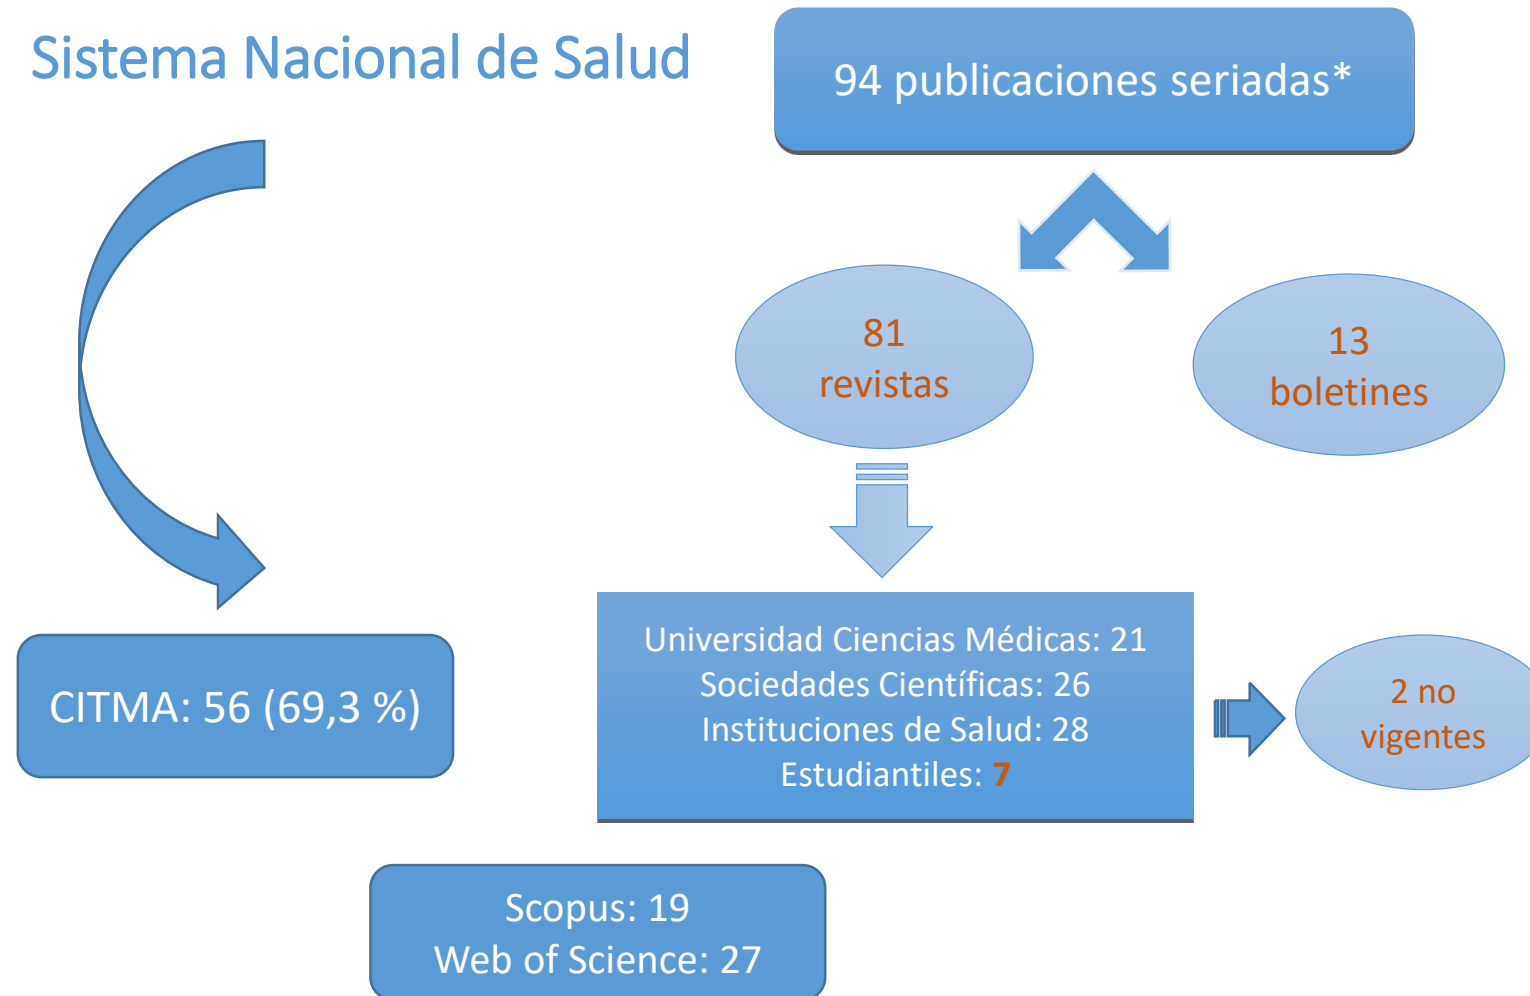 Sistema Nacional de Salud
94 publicaciones seriadas*
81
revistas
13
boletines
Universidad Ciencias Médicas: 21
Sociedades Científicas: 26
Instituciones de Salud: 28
Estudiantiles: 7
2 no
vigentes
CITMA: 56 (69,3 %)
Scopus: 19
Web of Science: 27